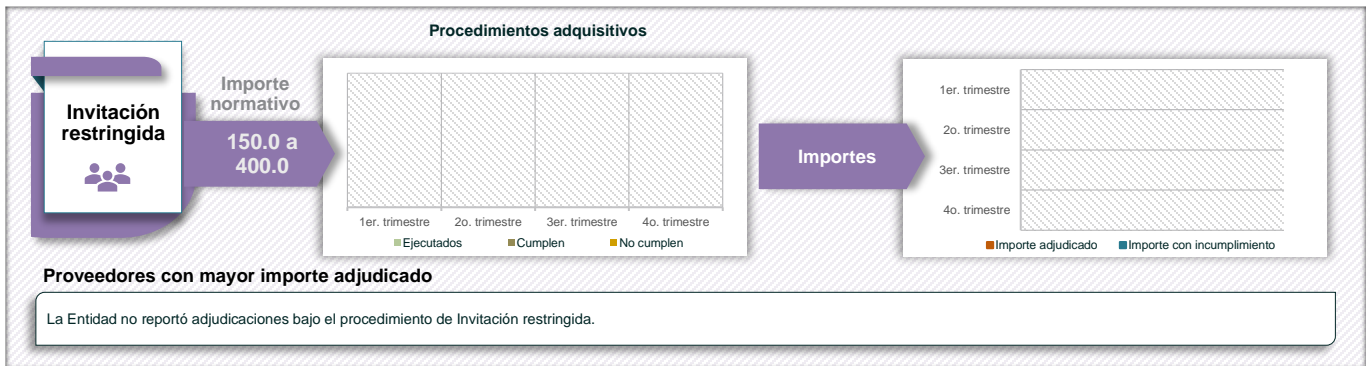 Procedimientos adquisitivos
Invitación
restringida
Importe
normativo
150.0 a
400.0
1er. trimestre 2o. trimestre 3er. trimestre 4o. trimestre
Ejecutados Cumplen No cumplen
Importes
1er. trimestre
2o. trimestre
3er. trimestre
4o. trimestre
Importe adjudicado Importe con incumplimiento
Proveedores con mayor importe adjudicado
La Entidad no reportó adjudicaciones bajo el procedimiento de Invitación restringida.